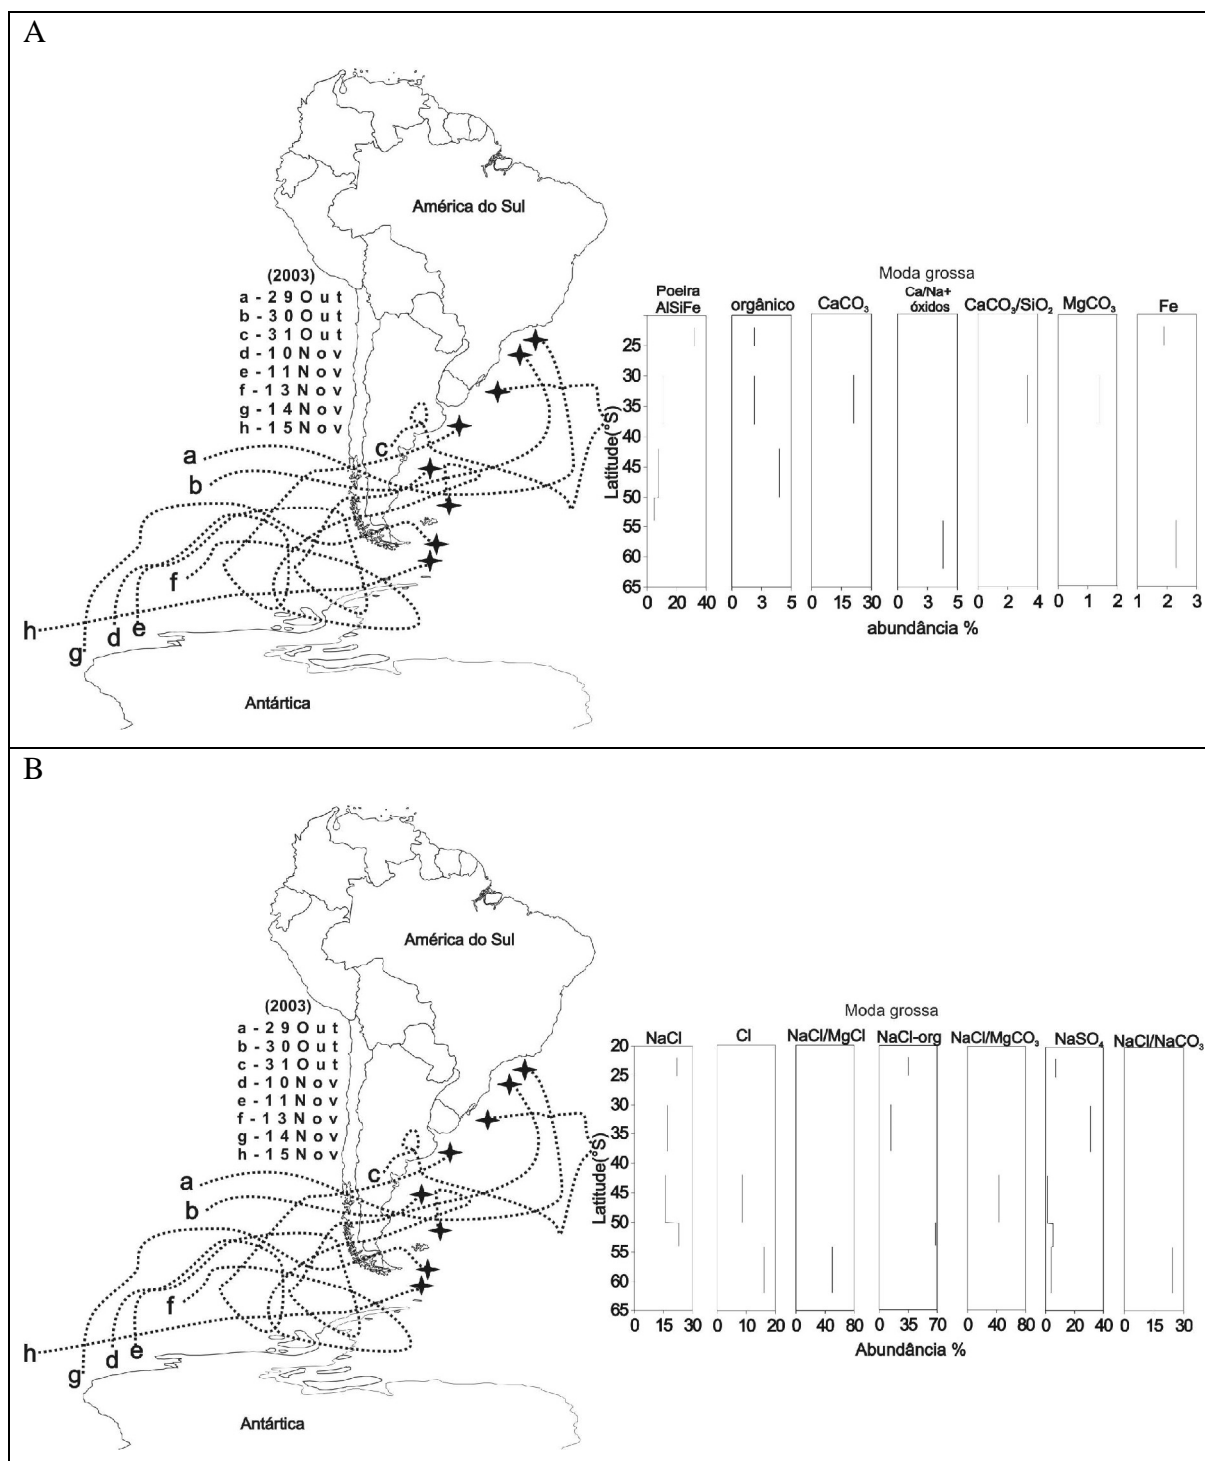 A
América do Sul
(2003)
a - 29 Out
b - 30 Out
c - 31 Out
d - 10 Nov
e - 11 Nov
f - 13 Nov
g - 14 Nov
h - 15 Nov
a
b
c
f
h
g
d
e
Antártica
Moda grossa
Poeira AlSiFe
orgânico
CaCO₃
Ca/Na+ óxidos
CaCO₃/SiO₂
MgCO₃
Fe
Latitude(°S)
25
30
35
40
45
50
55
60
65
0 20 40
0 3 5
0 15 30
0 3 5
0 2 4
0 1 2
1 2 3
abundância %
B
América do Sul
(2003)
a - 29 Out
b - 30 Out
c - 31 Out
d - 10 Nov
e - 11 Nov
f - 13 Nov
g - 14 Nov
h - 15 Nov
a
b
c
f
h
g
d
e
Antártica
Moda grossa
NaCl
Cl
NaCl/MgCl
NaCl-org
NaCl/MgCO₃
NaSO₄
NaCl/NaCO₃
Latitude(°S)
20
25
30
35
40
45
50
55
60
65
0 15 30
0 10 20
0 40 80
0 35 70
0 40 80
0 20 40
0 15 30
Abundância %